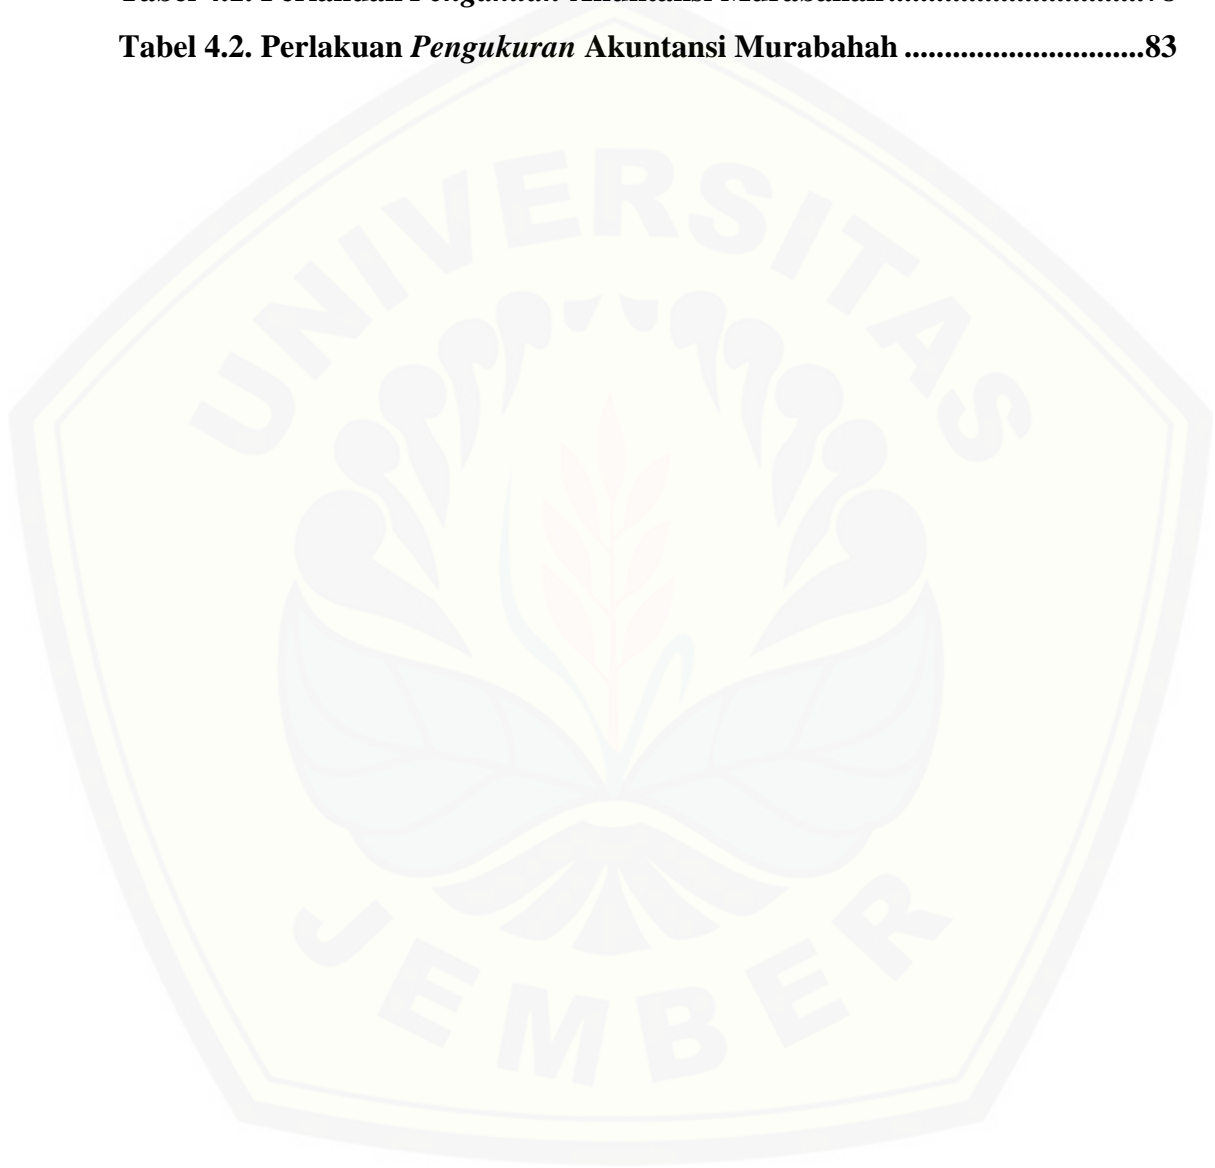 Tabel 4.2. Perlakuan Pengukuran Akuntansi Murabahah ..............................83
UNIVERSITAS
JEMBER